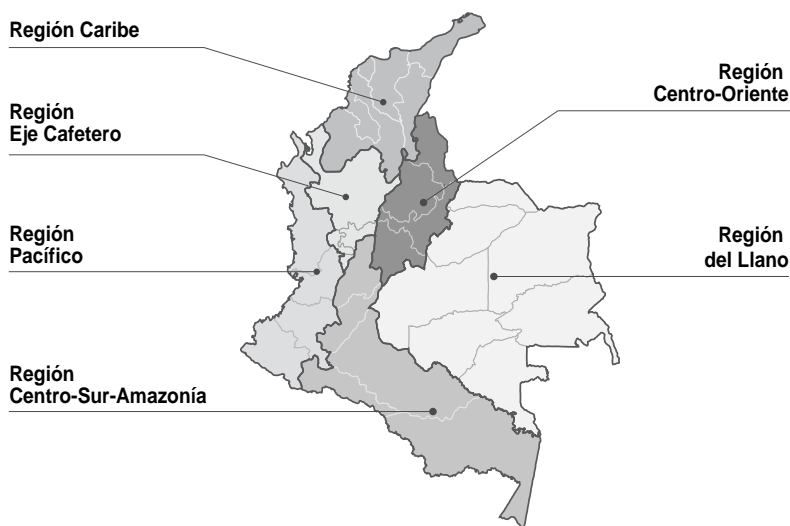 Región Caribe
Región
Eje Cafetero
Región
Pacífico
Región
Centro-Sur-Amazonía
Región
Centro-Oriente
Región
del Llano